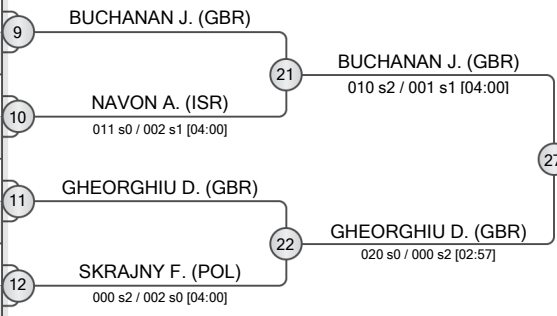 9
BUCHANAN J. (GBR)
21
BUCHANAN J. (GBR)
010 s2 / 001 s1 [04:00]
10
NAVON A. (ISR)
011 s0 / 002 s1 [04:00]
27
11
GHEORGHIU D. (GBR)
22
GHEORGHIU D. (GBR)
020 s0 / 000 s2 [02:57]
12
SKRAJNY F. (POL)
000 s2 / 002 s0 [04:00]